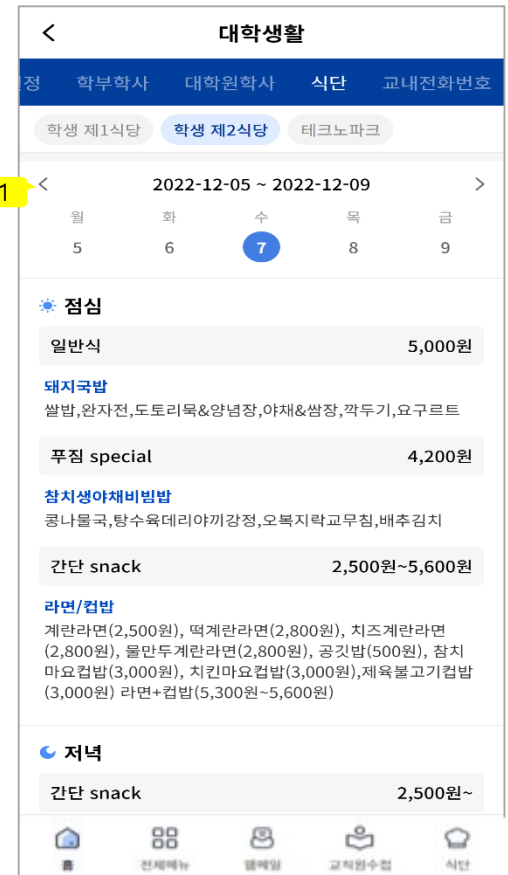 대학생활
정 학부학사 대학원학사 식단 교내전화번호
학생 제1식당 학생 제2식당 테크노파크
1
2022-12-05 ~ 2022-12-09
월 화 수 목 금
5 6 7 8 9
점심
일반식 5,000원
돼지국밥
쌀밥,완자전,도토리묵&양념장,야채&쌈장,깍두기,요구르트
푸짐 special 4,200원
참치생야채비빔밥
콩나물국,탕수육데리야끼강정,오복지락교무침,배추김치
간단 snack 2,500원~5,600원
라면/컵밥
계란라면(2,500원), 떡계란라면(2,800원), 치즈계란라면
(2,800원), 물만두계란라면(2,800원), 공깃밥(500원), 참치
마요컵밥(3,000원), 치킨마요컵밥(3,000원),제육불고기컵밥
(3,000원) 라면+컵밥(5,300원~5,600원)
저녁
간단 snack 2,500원~
홈 전체메뉴 웹메일 교직원수첩 식단